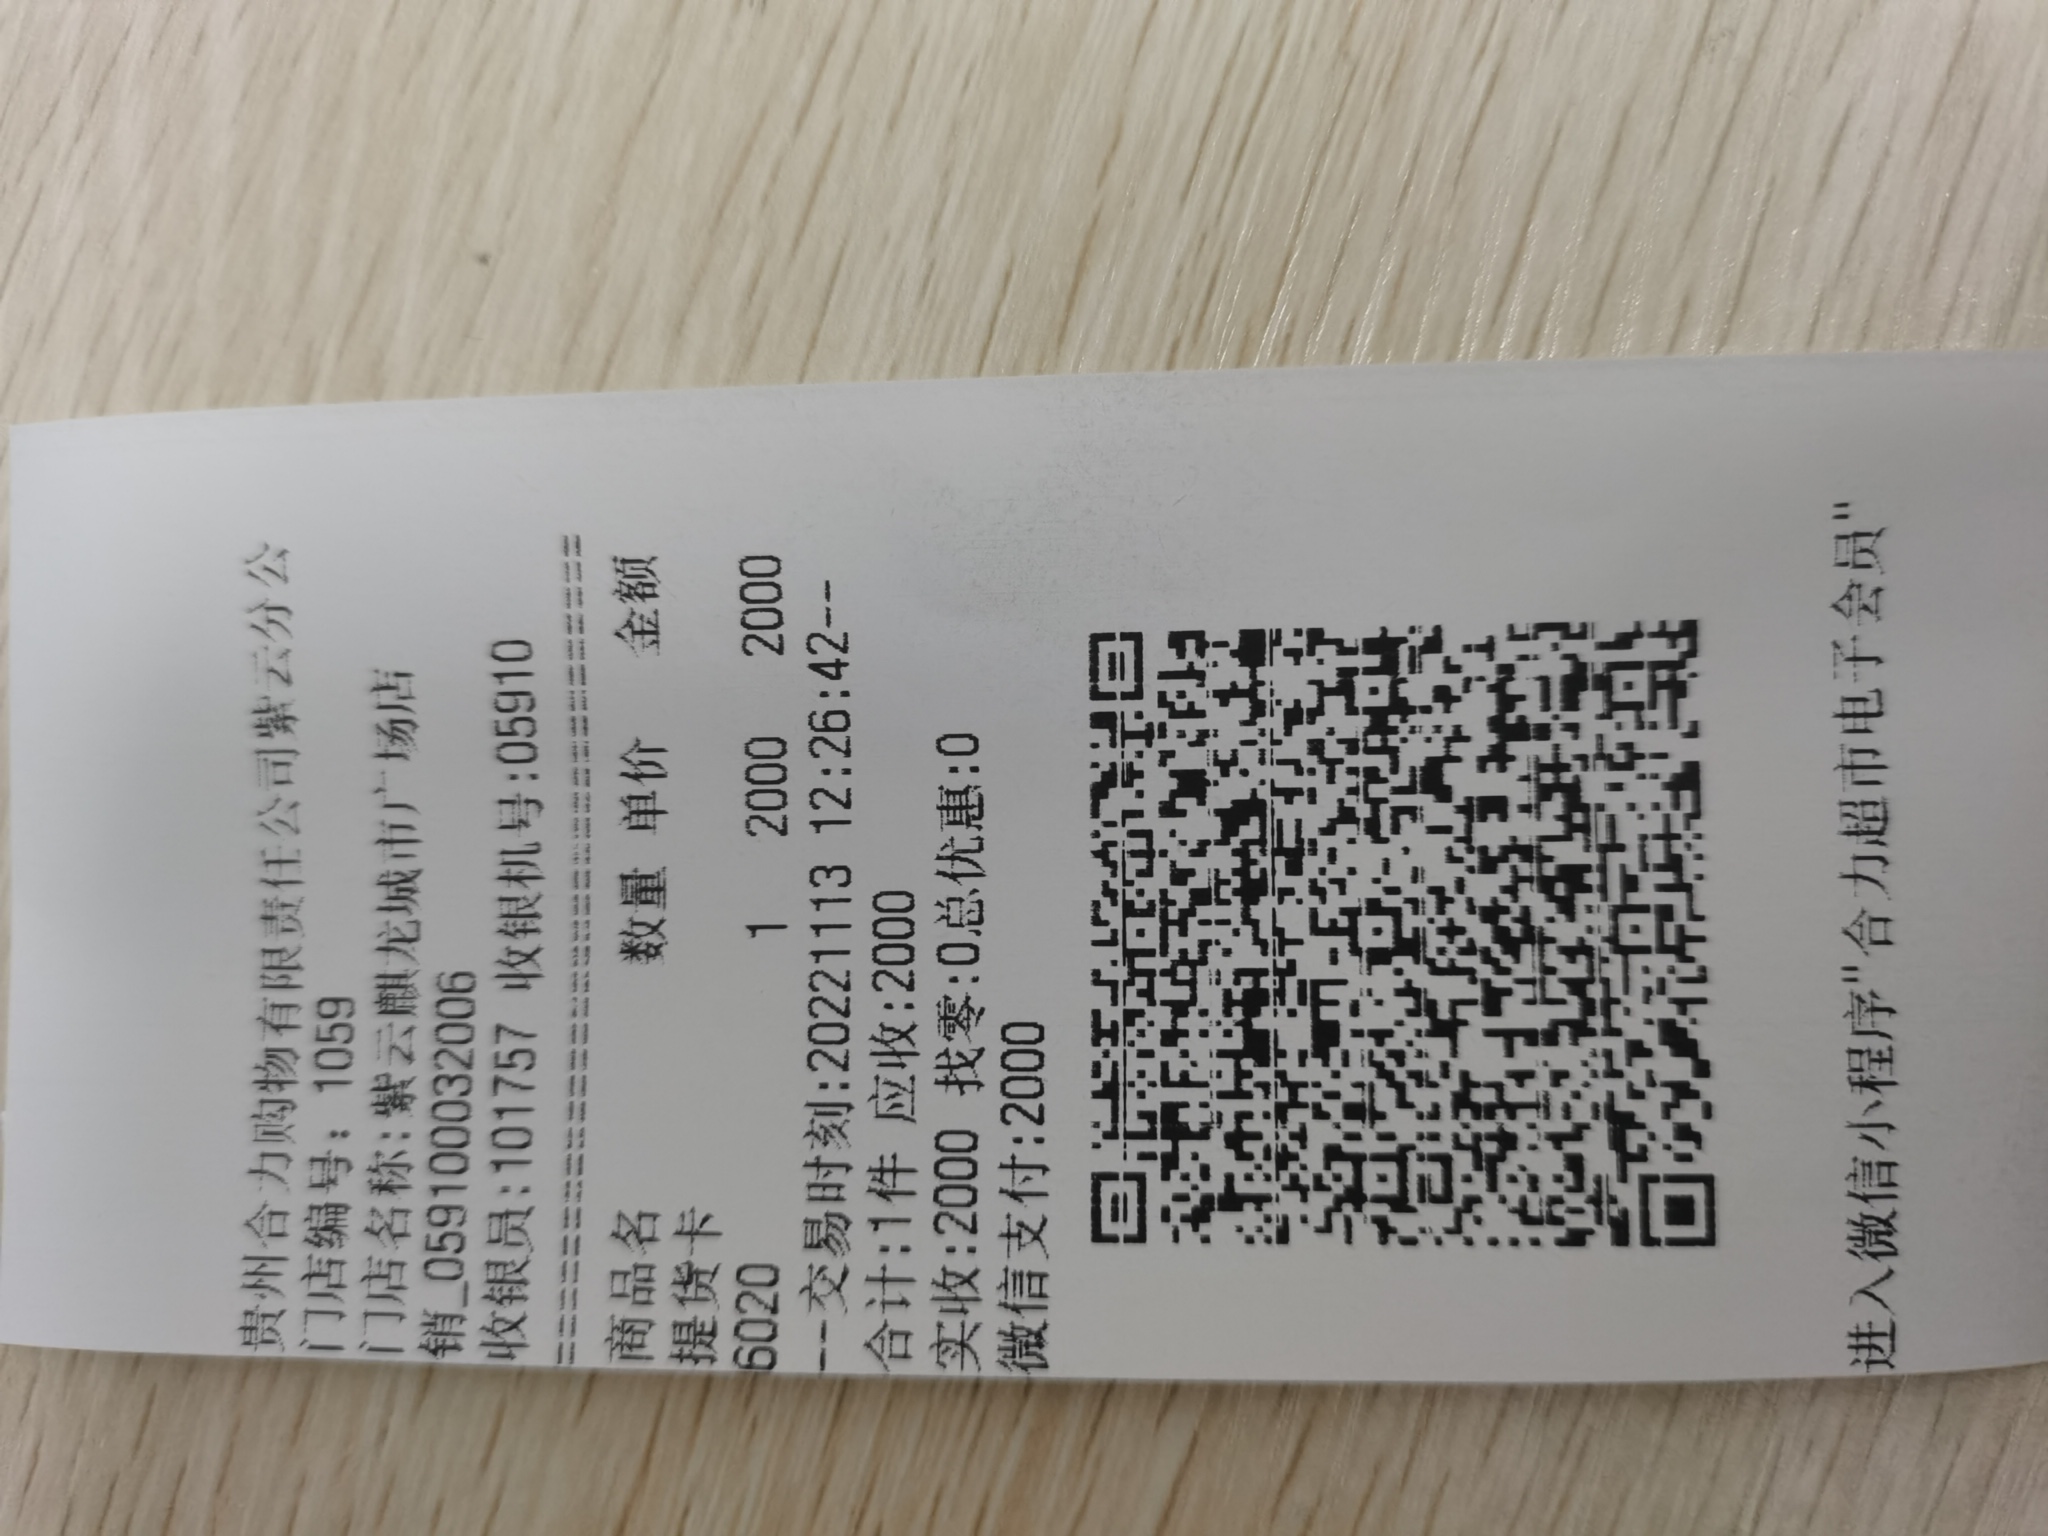 贵州合力购物有限责任公司紫云分公
门店编号：1059
门店名称:紫云麒龙城市广场店
销_059100032006
收银员:101757 收银机号:05910
商品名 数量 单价 金额
提货卡
6020 1 2000 2000
--交易时刻:20221113 12:26:42--
合计:1件 应收:2000
实收:2000 找零:0总优惠:0
微信支付:2000
进入微信小程序"合力超市电子会员"